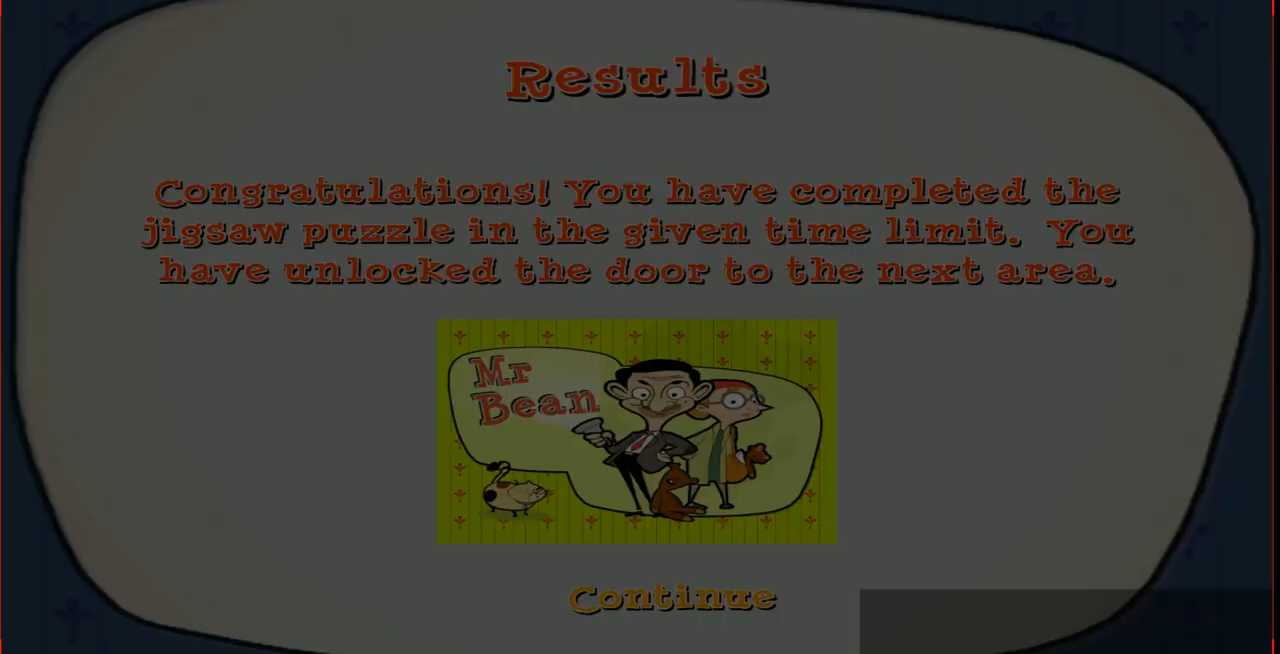 Results
Congratulations! You have completed the
jigsaw puzzle in the given time limit. You
have unlocked the door to the next area.
Mr
Bean
Continue